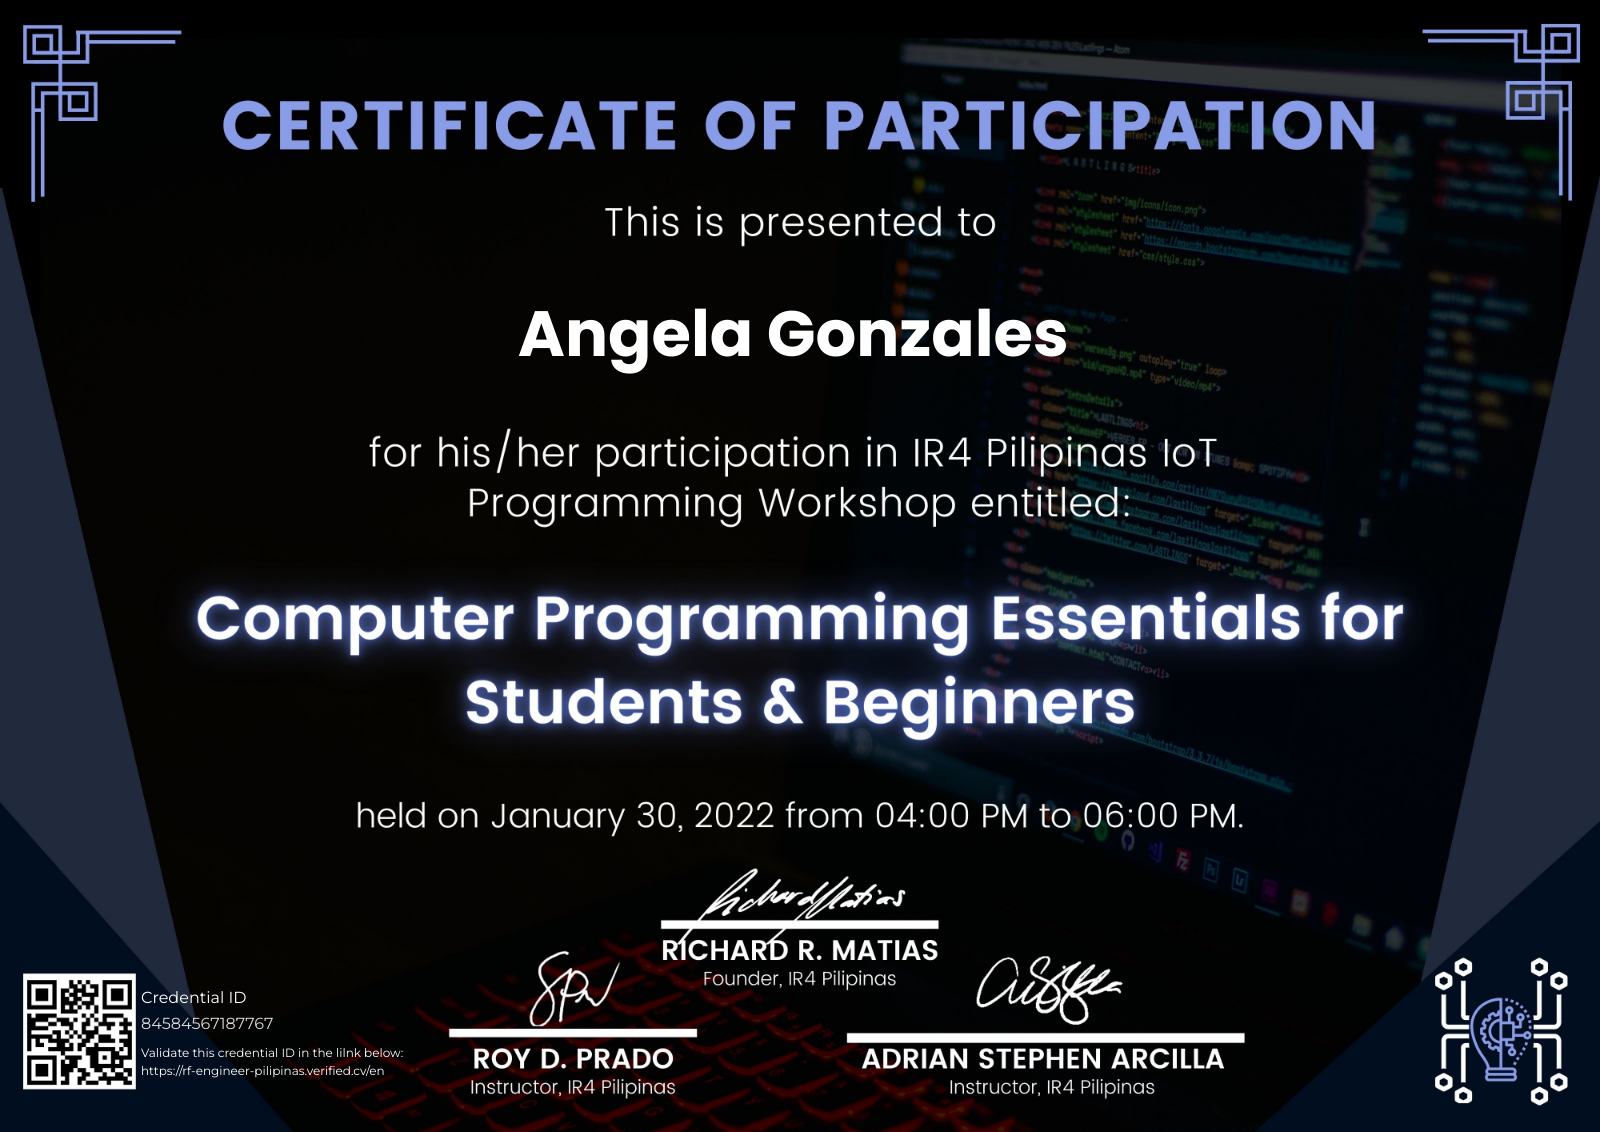 CERTIFICATE OF PARTICIPATION
This is presented to
Angela Gonzales
for his/her participation in IR4 Pilipinas IoT
Programming Workshop entitled:
Computer Programming Essentials for
Students & Beginners
held on January 30, 2022 from 04:00 PM to 06:00 PM.
RICHARD R. MATIAS
Founder, IR4 Pilipinas
ROY D. PRADO
Instructor, IR4 Pilipinas
ADRIAN STEPHEN ARCILLA
Instructor, IR4 Pilipinas
Credential ID
84584567187767
Validate this credential ID in the lilnk below:
https://rf-engineer-pilipinas.verified.cv/en